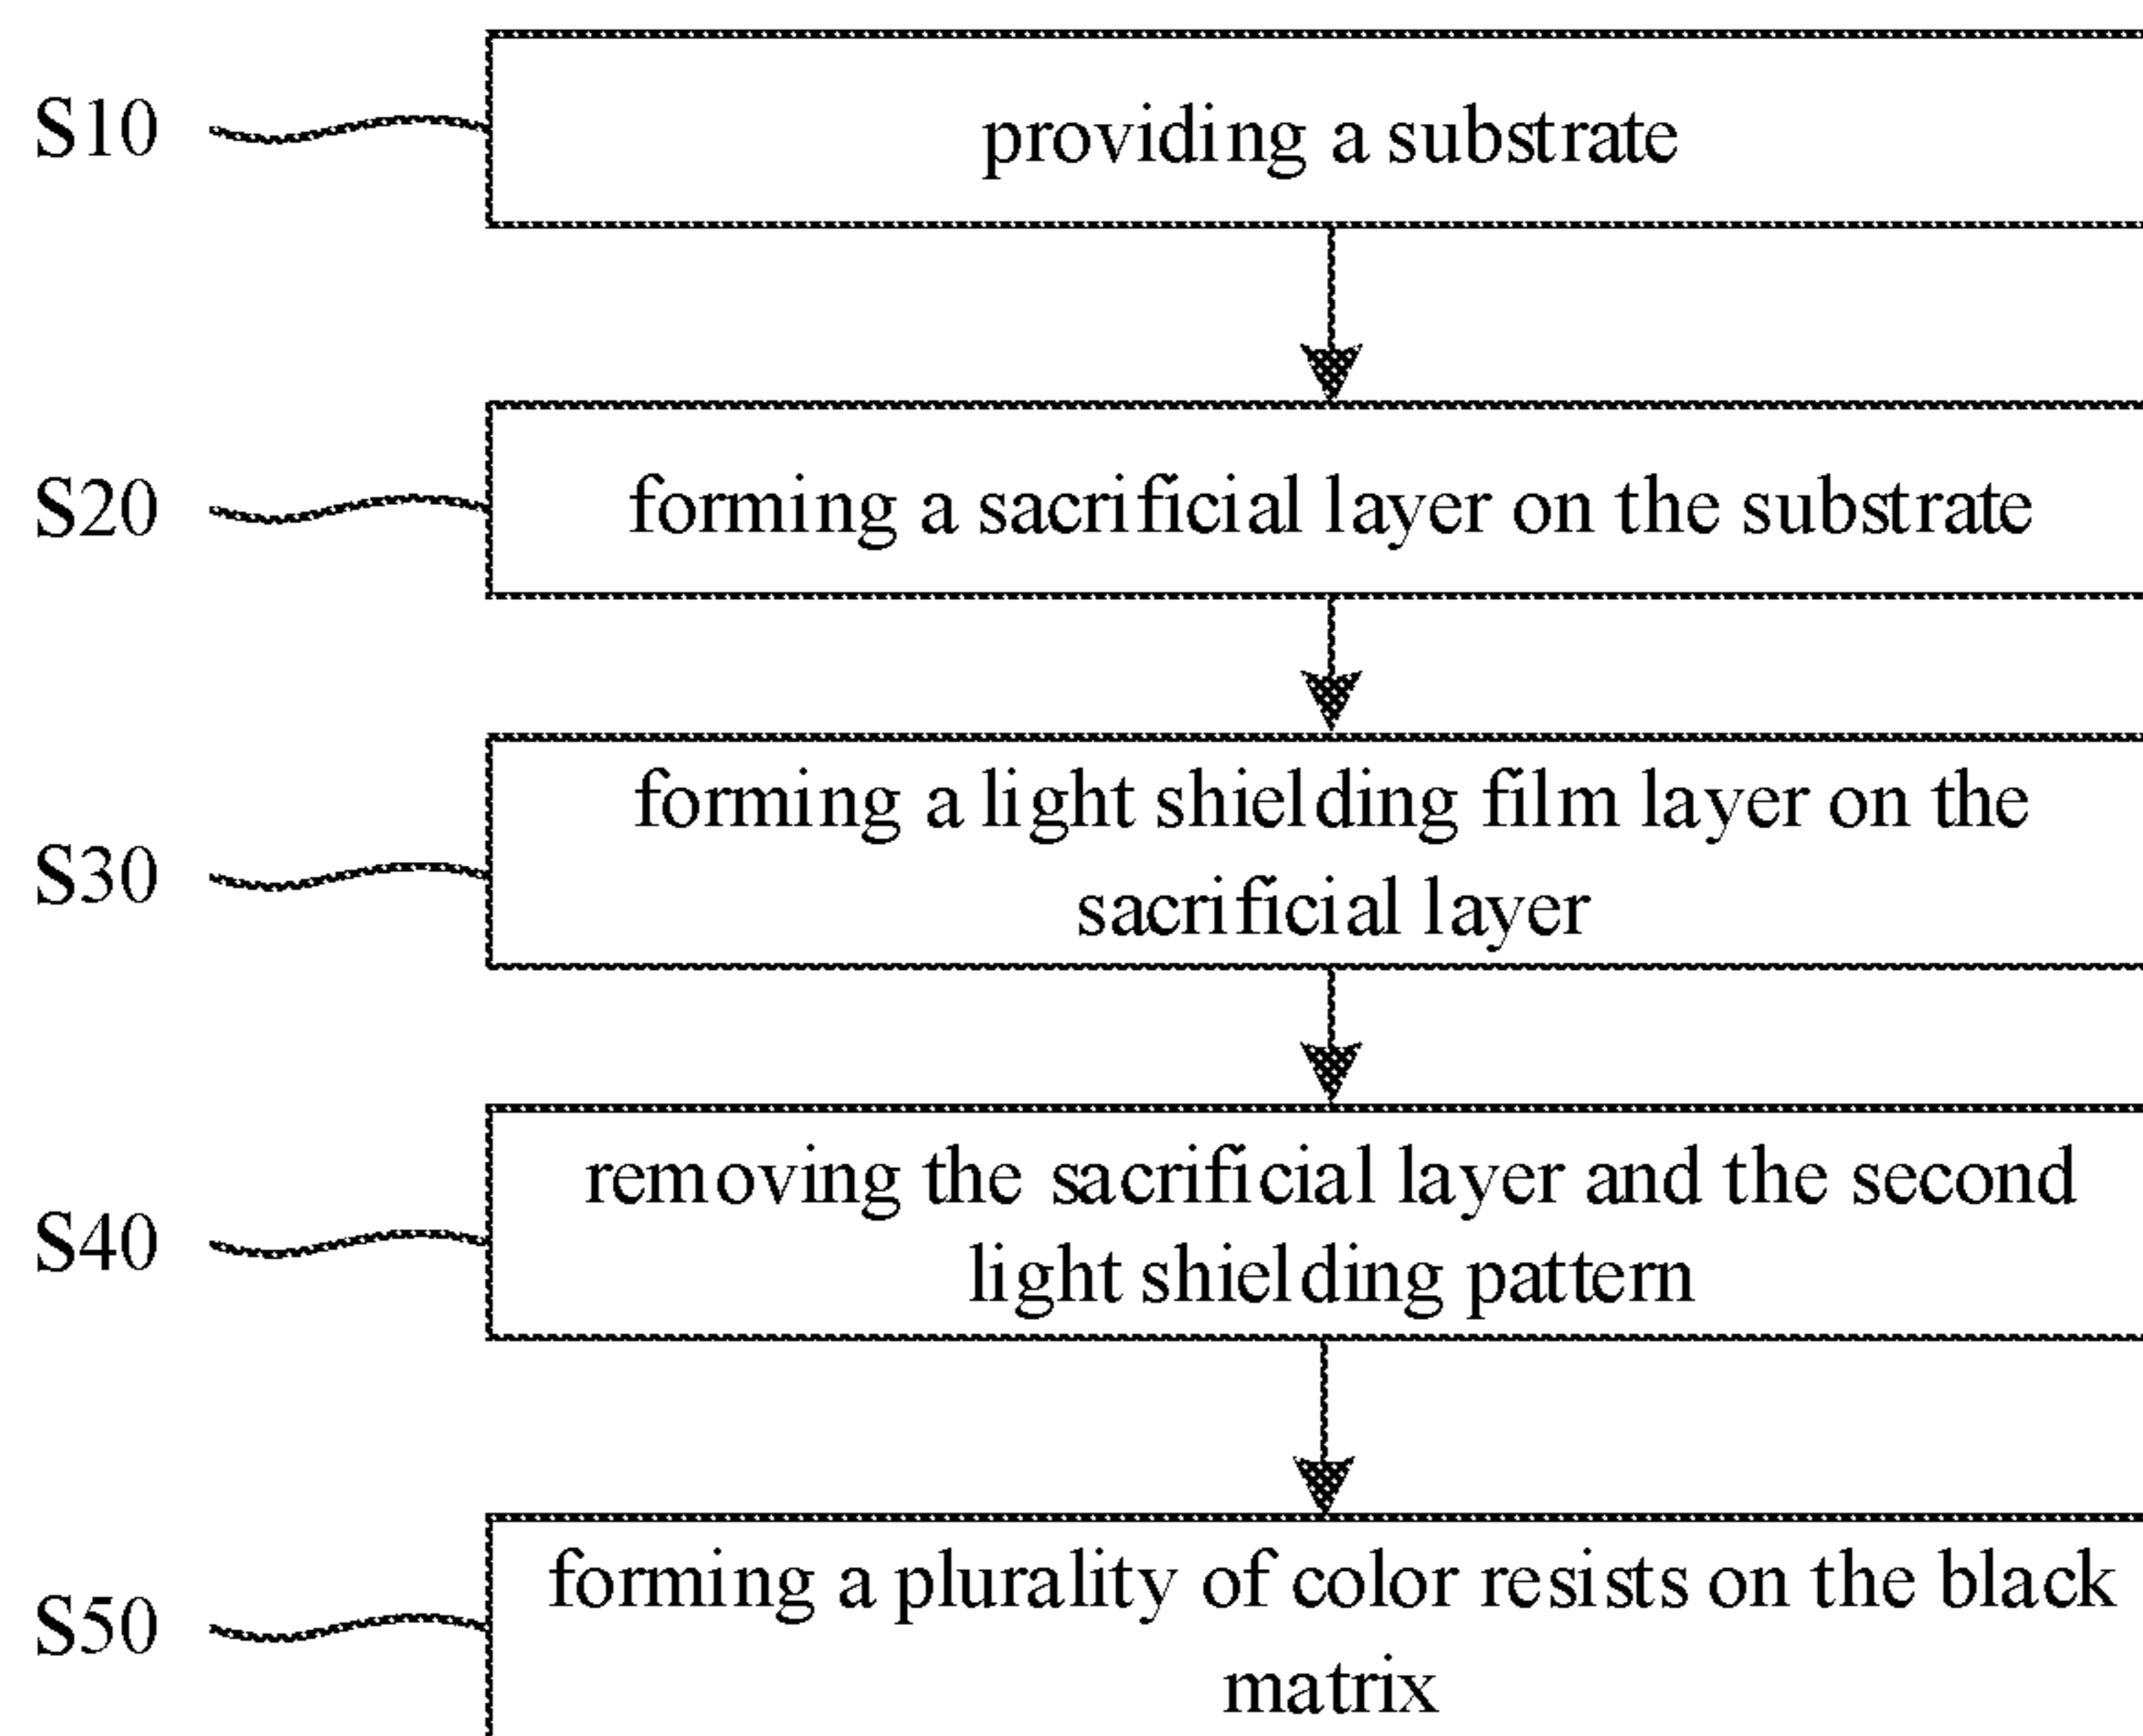 S10
providing a substrate
S20
forming a sacrificial layer on the substrate
S30
forming a light shielding film layer on the
sacrificial layer
S40
removing the sacrificial layer and the second
light shielding pattern
S50
forming a plurality of color resists on the black
matrix